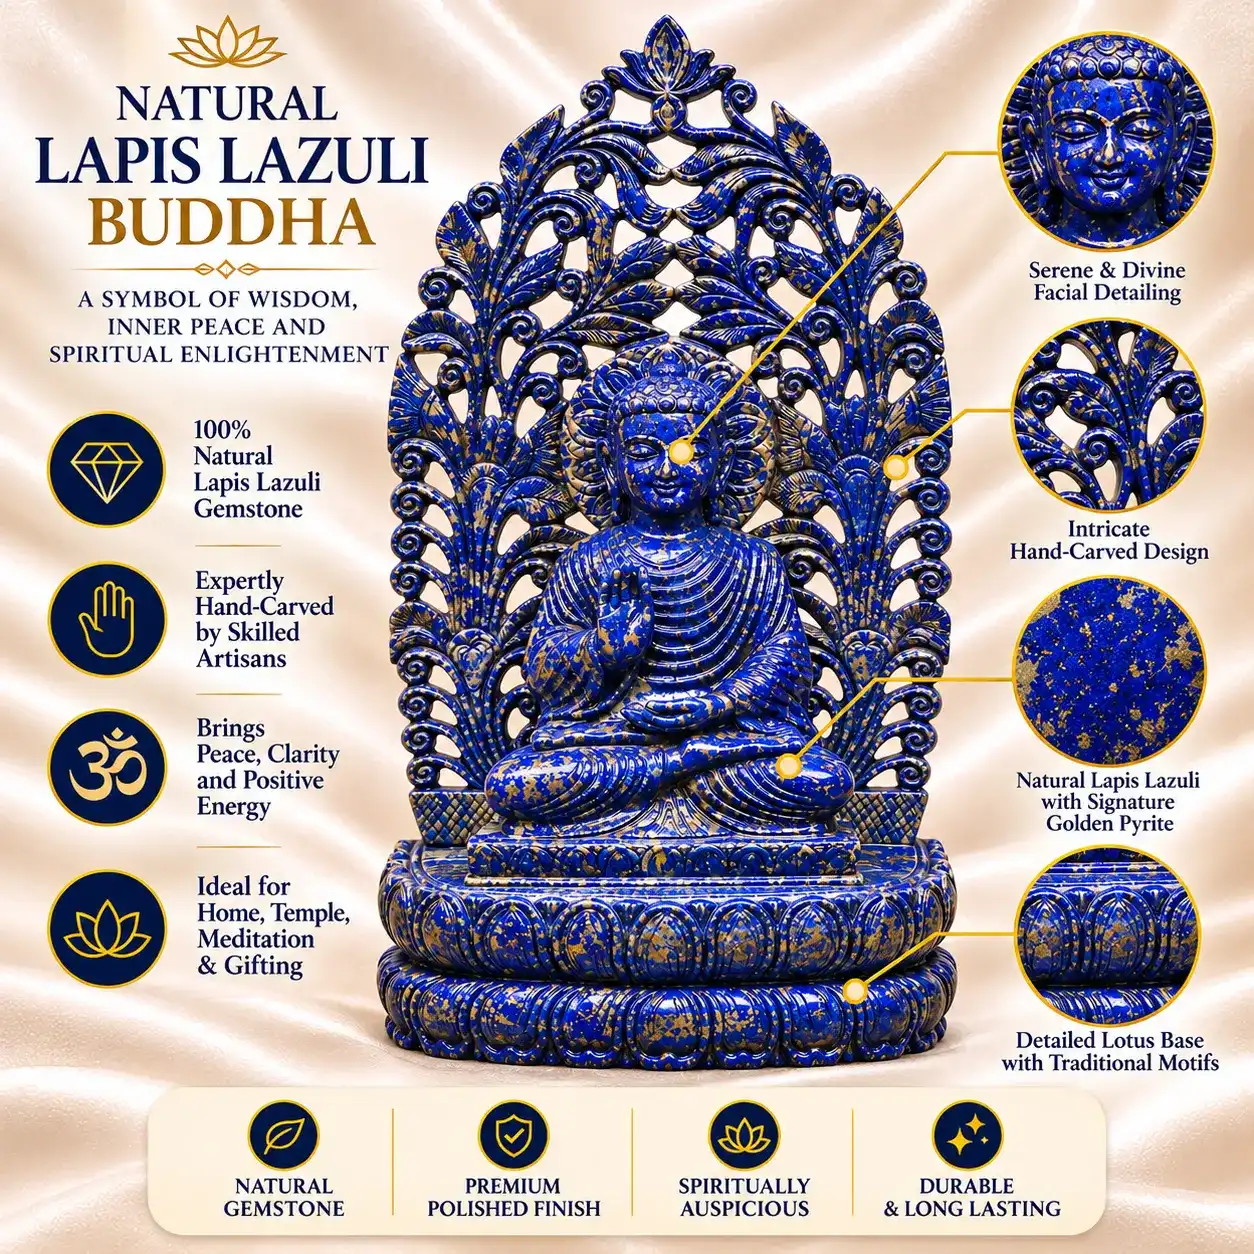 NATURAL
LAPIS LAZULI
BUDDHA
A SYMBOL OF WISDOM,
INNER PEACE AND
SPIRITUAL ENLIGHTENMENT
100%
Natural
Lapis Lazuli
Gemstone
Expertly
Hand-Carved
by Skilled
Artisans
ॐ
Brings
Peace, Clarity
and Positive
Energy
Ideal for
Home, Temple,
Meditation
& Gifting
Serene & Divine
Facial Detailing
Intricate
Hand-Carved Design
Natural Lapis Lazuli
with Signature
Golden Pyrite
Detailed Lotus Base
with Traditional Motifs
NATURAL
GEMSTONE
PREMIUM
POLISHED FINISH
SPIRITUALLY
AUSPICIOUS
DURABLE
& LONG LASTING